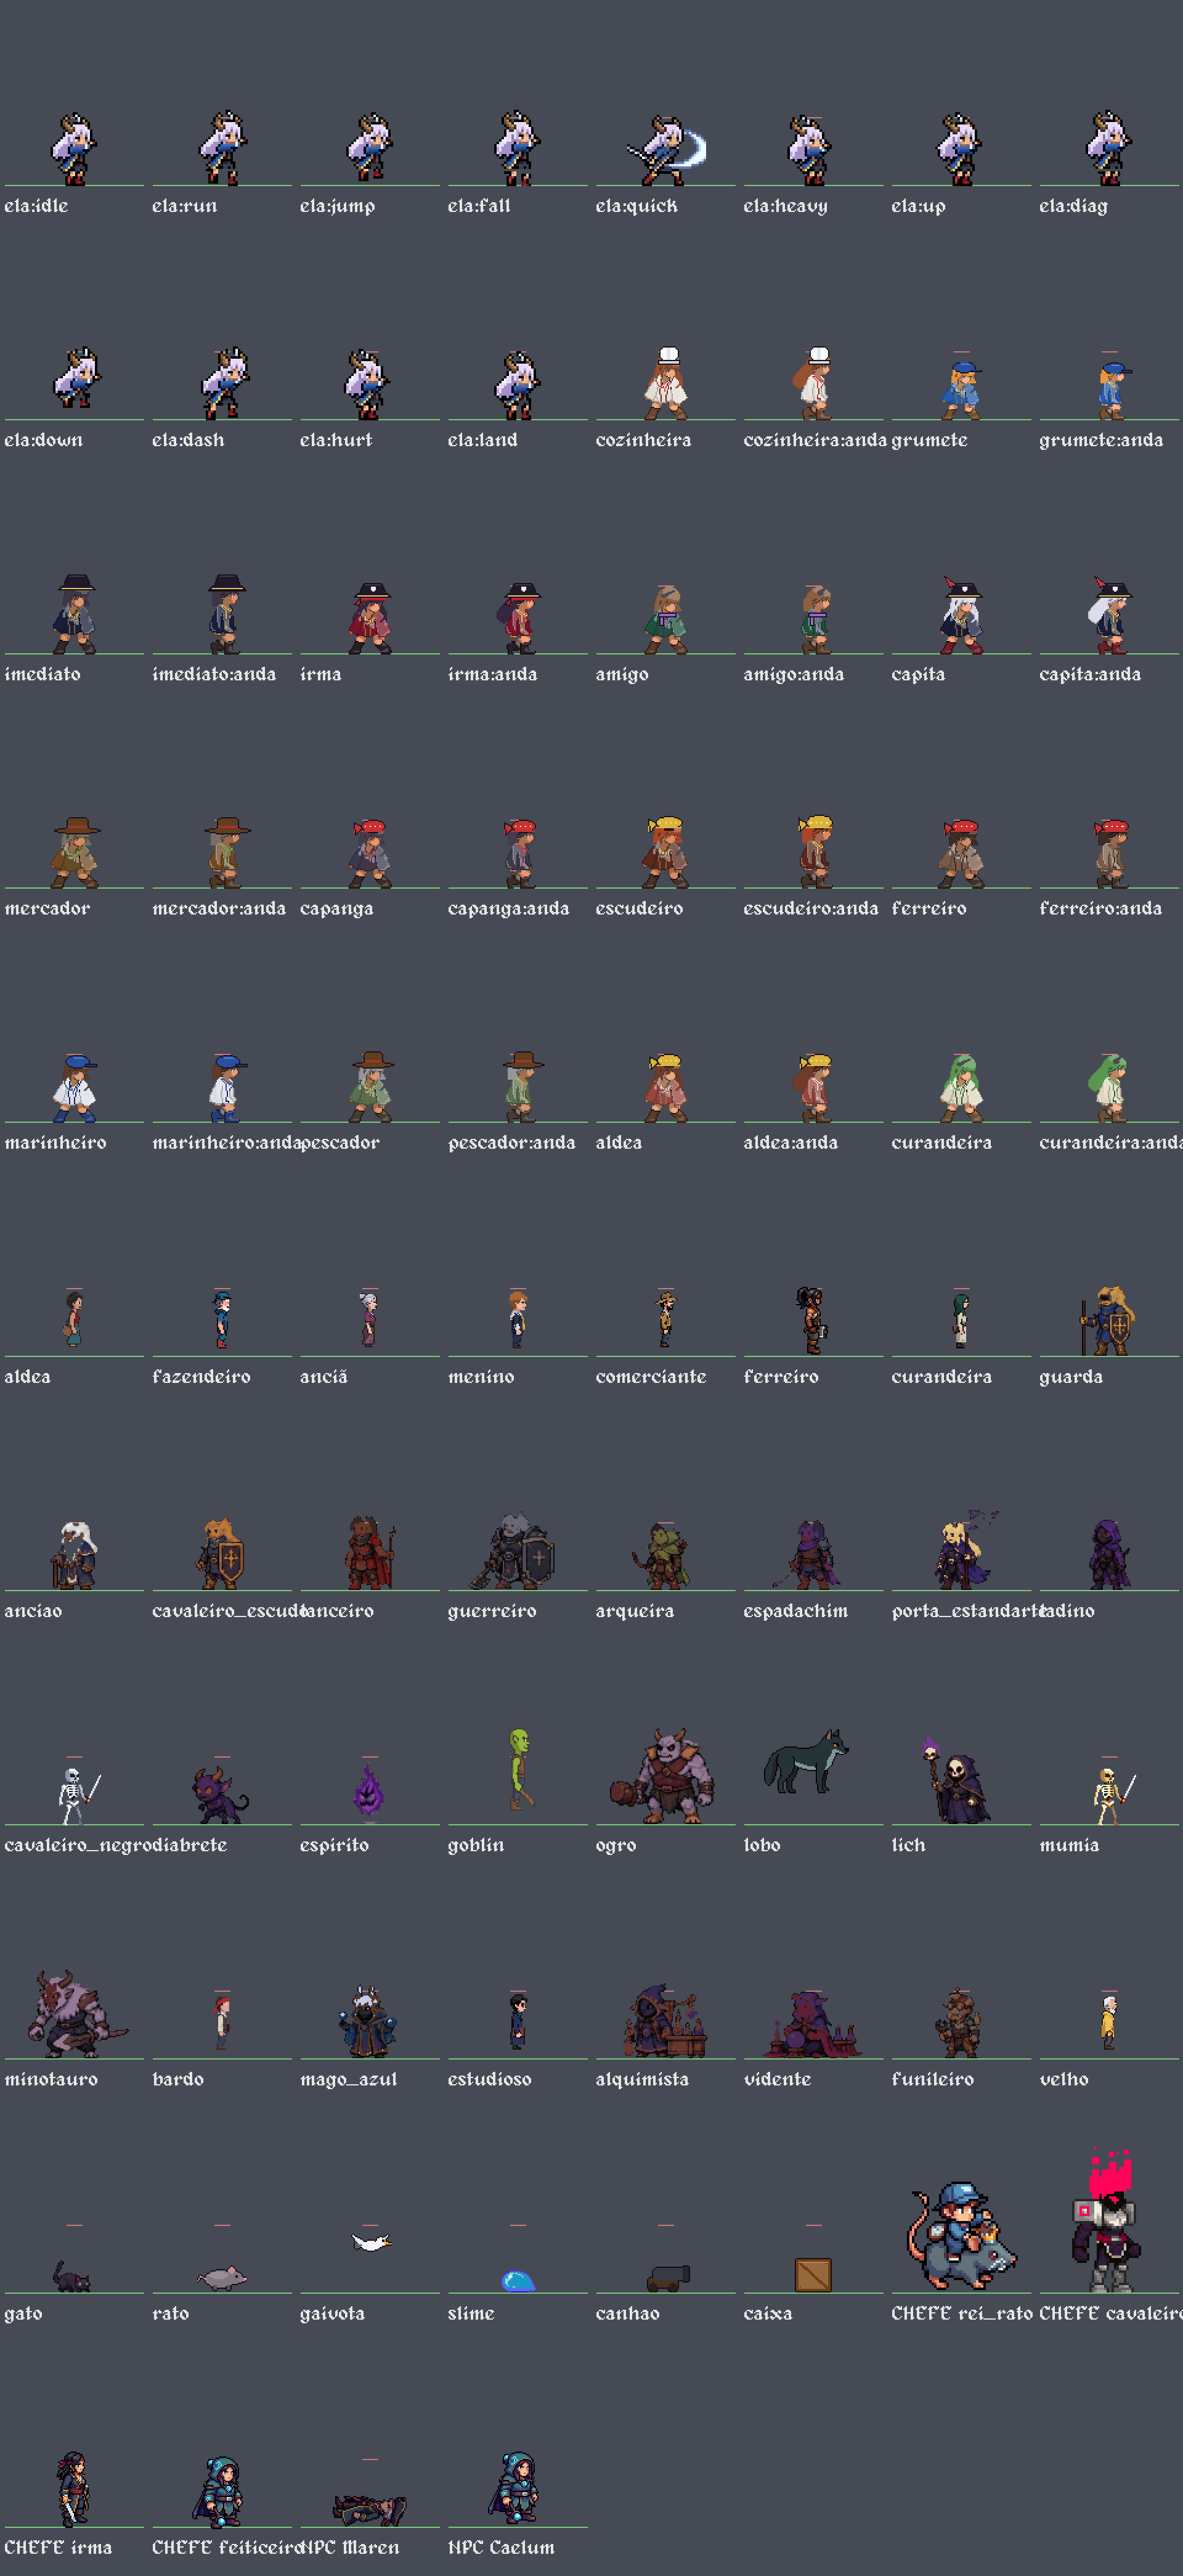 ela:idle ela:run ela:jump ela:fall ela:quick ela:heavy ela:up ela:diag
ela:down ela:dash ela:hurt ela:land cozinheira cozinheira:anda grumete grumete:anda
imediato imediato:anda irma irma:anda amigo amigo:anda capita capita:anda
mercador mercador:anda capanga capanga:anda escudeiro escudeiro:anda ferreiro ferreiro:anda
marinheiro marinheiro:anda pescador pescador:anda aldea aldea:anda curandeira curandeira:anda
aldea fazendeiro anciã menino comerciante ferreiro curandeira guarda
anciao cavaleiro_escudo lanceiro guerreiro arqueira espadachim porta_estandarte ladino
cavaleiro_negro diabrete espirito goblin ogro lobo lich mumia
minotauro bardo mago_azul estudioso alquimista vidente funileiro velho
gato rato gaivota slime canhao caixa CHEFE rei_rato CHEFE cavaleiro
CHEFE irma CHEFE feiticeiro NPC Maren NPC Caelum